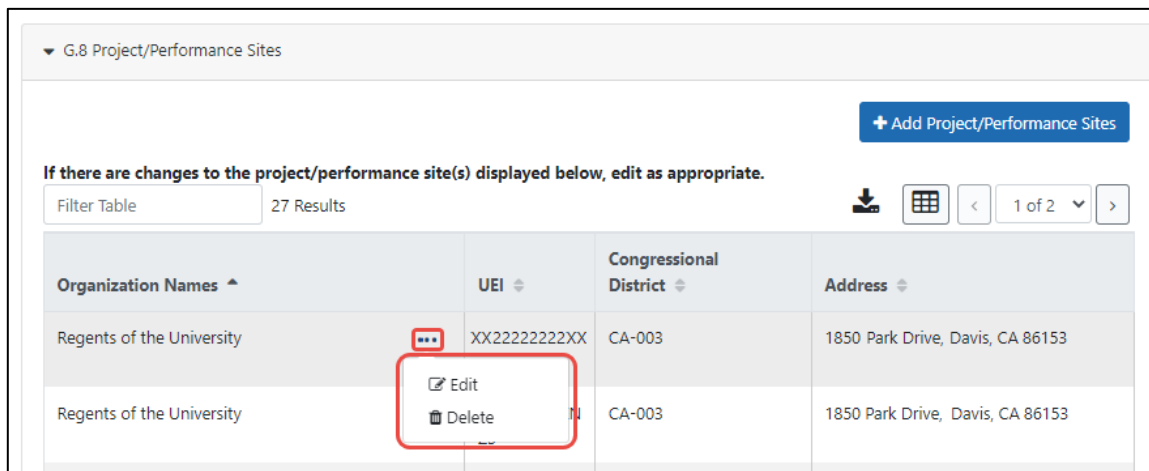 G.8 Project/Performance Sites
Add Project/Performance Sites
If there are changes to the project/performance site(s) displayed below, edit as appropriate.
Filter Table 27 Results 1 of 2
Organization Names UEI Congressional District Address
Regents of the University XX22222222XX CA-003 1850 Park Drive, Davis, CA 86153
Edit
Regents of the University CA-003 1850 Park Drive, Davis, CA 86153
Delete